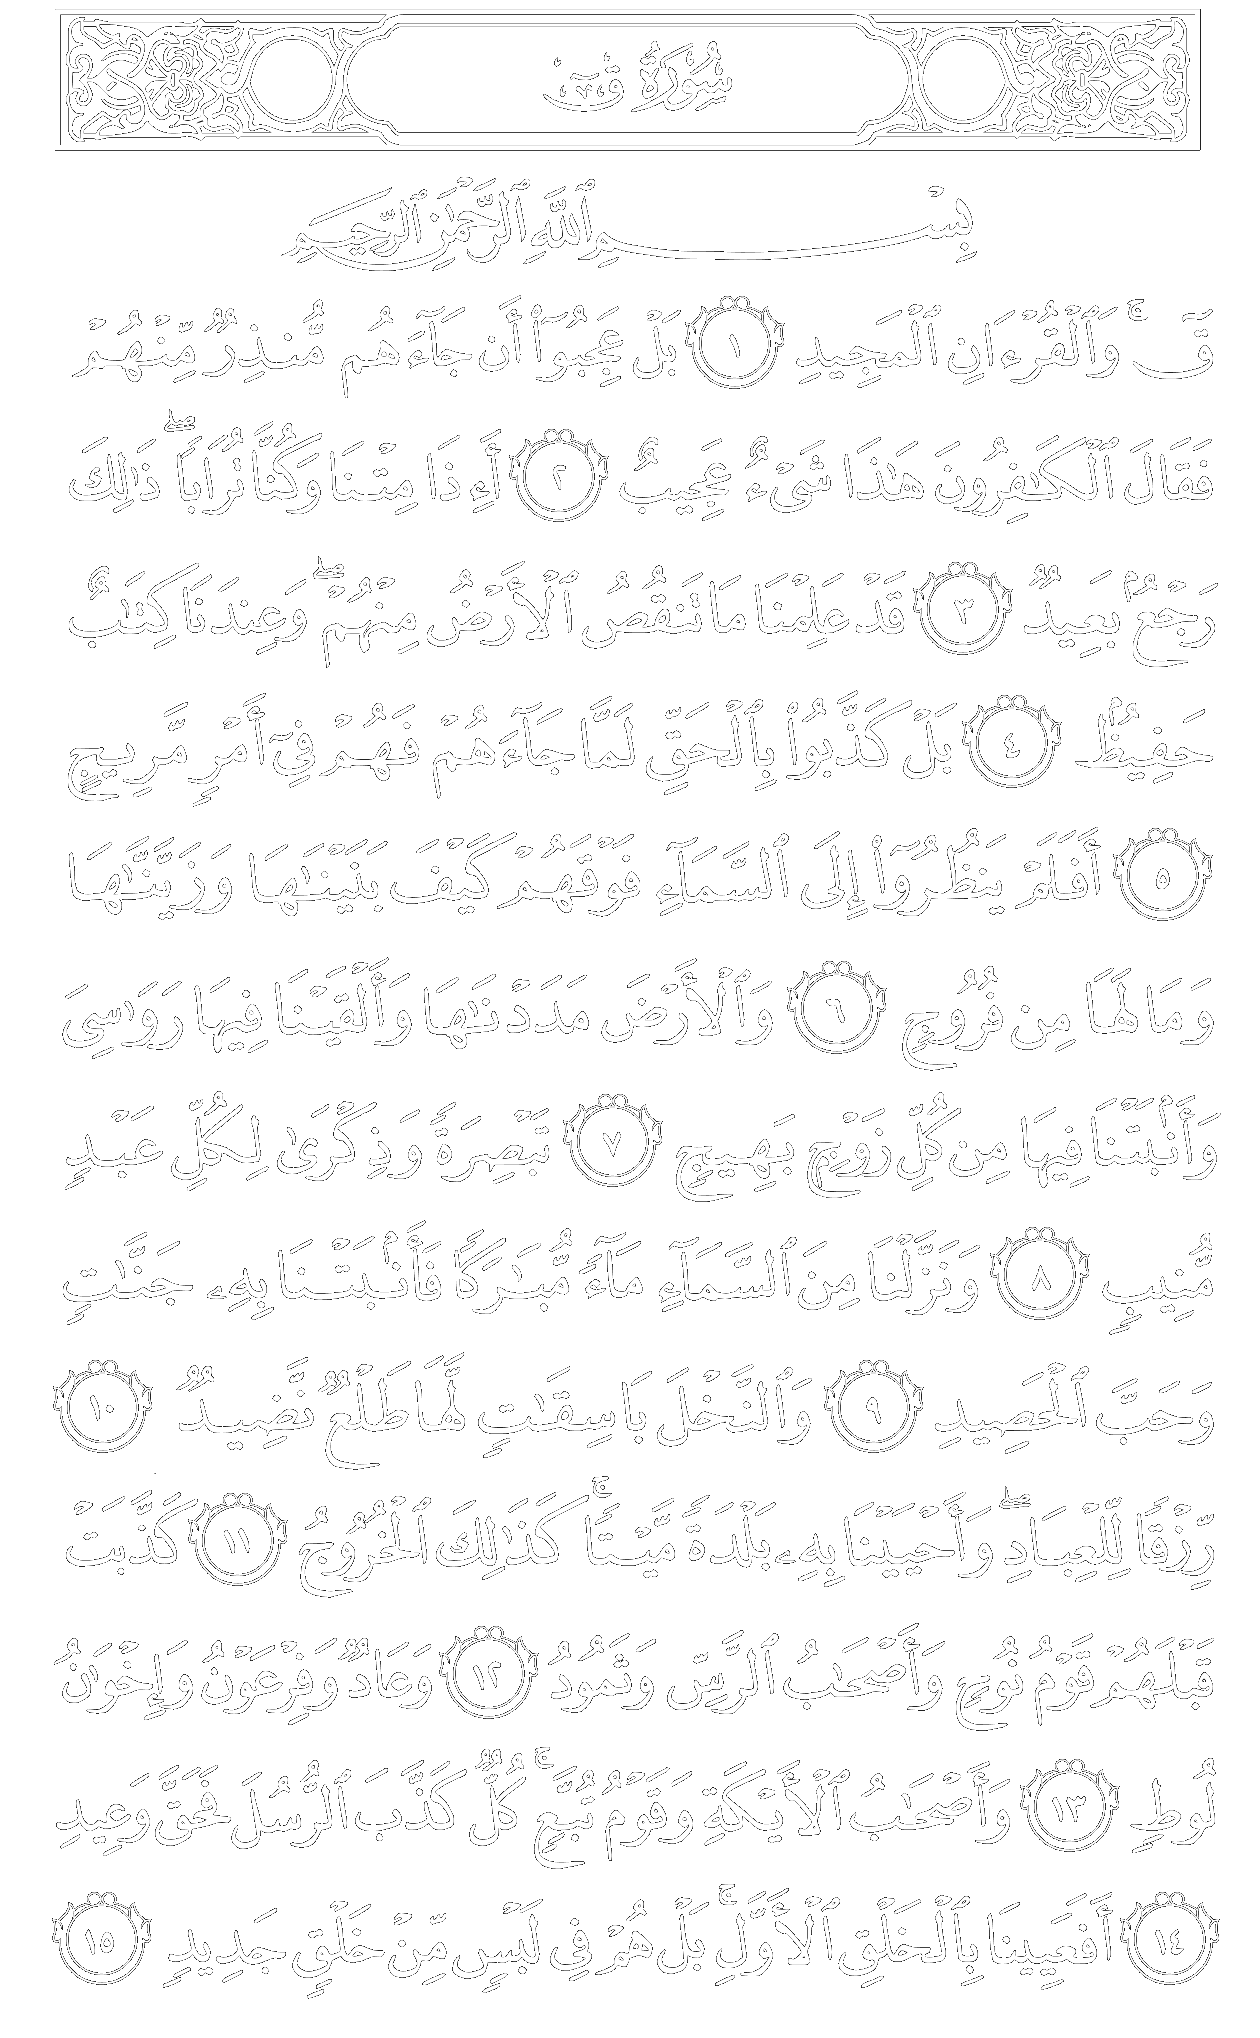 سُورَةُ قٓ
بِسْمِ ٱللَّهِ ٱلرَّحْمَٰنِ ٱلرَّحِيمِ
قٓ ۚ وَٱلْقُرْءَانِ ٱلْمَجِيدِ ١ بَلْ عَجِبُوٓا۟ أَن جَآءَهُم مُّنذِرٌ مِّنْهُمْ
فَقَالَ ٱلْكَٰفِرُونَ هَٰذَا شَىْءٌ عَجِيبٌ ٢ أَءِذَا مِتْنَا وَكُنَّا تُرَابًا ۖ ذَٰلِكَ
رَجْعٌۢ بَعِيدٌ ٣ قَدْ عَلِمْنَا مَا تَنقُصُ ٱلْأَرْضُ مِنْهُمْ ۖ وَعِندَنَا كِتَٰبٌ
حَفِيظٌۢ ٤ بَلْ كَذَّبُوا۟ بِٱلْحَقِّ لَمَّا جَآءَهُمْ فَهُمْ فِىٓ أَمْرٍ مَّرِيجٍ
٥ أَفَلَمْ يَنظُرُوٓا۟ إِلَى ٱلسَّمَآءِ فَوْقَهُمْ كَيْفَ بَنَيْنَٰهَا وَزَيَّنَّٰهَا
وَمَا لَهَا مِن فُرُوجٍ ٦ وَٱلْأَرْضَ مَدَدْنَٰهَا وَأَلْقَيْنَا فِيهَا رَوَٰسِىَ
وَأَنۢبَتْنَا فِيهَا مِن كُلِّ زَوْجٍۭ بَهِيجٍ ٧ تَبْصِرَةً وَذِكْرَىٰ لِكُلِّ عَبْدٍ
مُّنِيبٍ ٨ وَنَزَّلْنَا مِنَ ٱلسَّمَآءِ مَآءً مُّبَٰرَكًا فَأَنۢبَتْنَا بِهِۦ جَنَّٰتٍ
وَحَبَّ ٱلْحَصِيدِ ٩ وَٱلنَّخْلَ بَاسِقَٰتٍ لَّهَا طَلْعٌ نَّضِيدٌ ١٠
رِّزْقًا لِّلْعِبَادِ ۖ وَأَحْيَيْنَا بِهِۦ بَلْدَةً مَّيْتًا ۚ كَذَٰلِكَ ٱلْخُرُوجُ ١١ كَذَّبَتْ
قَبْلَهُمْ قَوْمُ نُوحٍ وَأَصْحَٰبُ ٱلرَّسِّ وَثَمُودُ ١٢ وَعَادٌ وَفِرْعَوْنُ وَإِخْوَٰنُ
لُوطٍ ١٣ وَأَصْحَٰبُ ٱلْأَيْكَةِ وَقَوْمُ تُبَّعٍ ۚ كُلٌّ كَذَّبَ ٱلرُّسُلَ فَحَقَّ وَعِيدِ
١٤ أَفَعَيِينَا بِٱلْخَلْقِ ٱلْأَوَّلِ ۚ بَلْ هُمْ فِى لَبْسٍ مِّنْ خَلْقٍ جَدِيدٍ ١٥